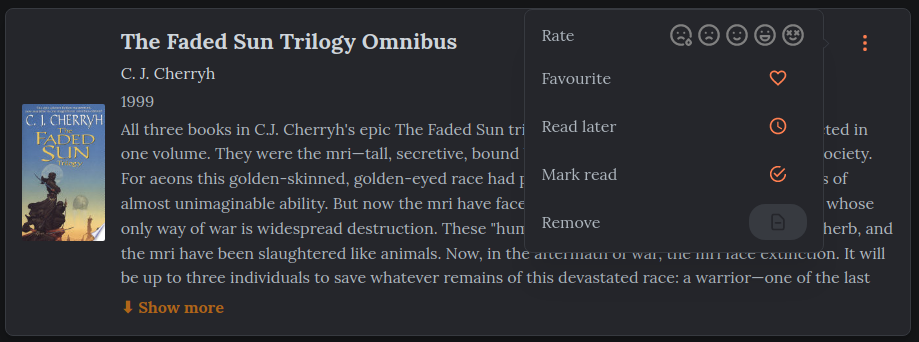 The Faded Sun Trilogy Omnibus
C. J. Cherryh
1999
All three books in C.J. Cherryh's epic The Faded Sun tri cted in
one volume. They were the mri—tall, secretive, bound ociety.
For aeons this golden-skinned, golden-eyed race had p s of
almost unimaginable ability. But now the mri have face whose
only way of war is widespread destruction. These "hum herb, and
the mri have been slaughtered like animals. Now, in the aftermath of war, the mri face extinction. It will
be up to three individuals to save whatever remains of this devastated race: a warrior—one of the last
⬇ Show more
Rate
Favourite
Read later
Mark read
Remove
C. J. CHERRYH
The
FADED
SUN
Trilogy